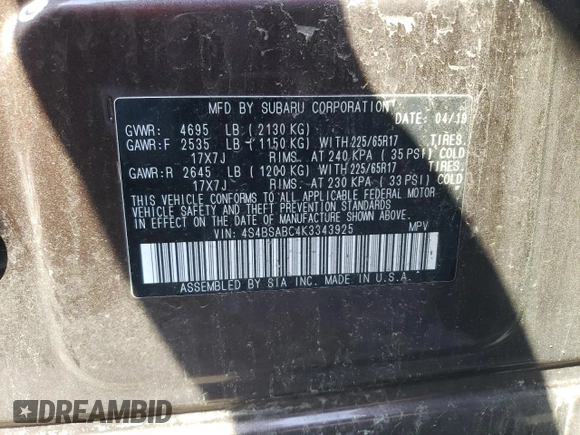 MFD BY SUBARU CORPORATION
DATE: 04/19
GVWR: 4695 LB (2130 KG)
GAWR:F 2535 LB (1150 KG) WITH 225/65R17 TIRES,
17X7J RIMS, AT 240 KPA (35 PSI) COLD
GAWR:R 2645 LB (1200 KG) WITH 225/65R17 TIRES,
17X7J RIMS, AT 230 KPA (33 PSI) COLD
THIS VEHICLE CONFORMS TO ALL APPLICABLE FEDERAL MOTOR
VEHICLE SAFETY AND THEFT PREVENTION STANDARDS
IN EFFECT ON THE DATE OF MANUFACTURE SHOWN ABOVE.
VIN: 4S4BSABC4K3343925 MPV
ASSEMBLED BY SIA INC. MADE IN U.S.A.
DREAMBID